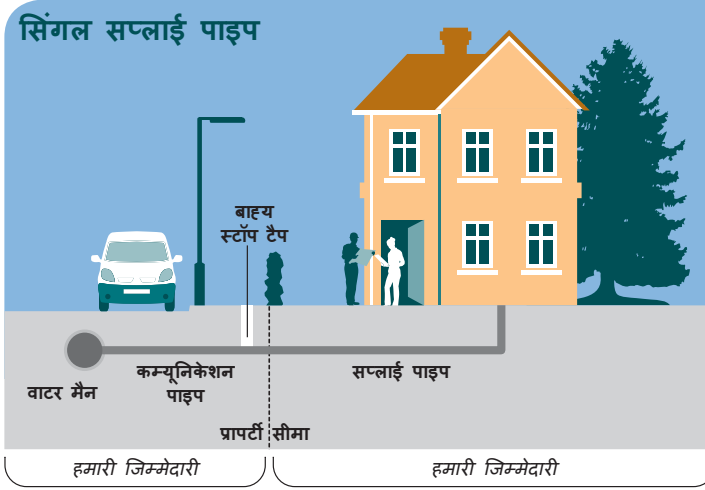 सिंगल सप्लाई पाइप
बाह्य
स्टॉप टैप
कम्यूनिकेशन
पाइप
सप्लाई पाइप
वाटर मैन
प्रापर्टी सीमा
हमारी जिम्मेदारी
हमारी जिम्मेदारी